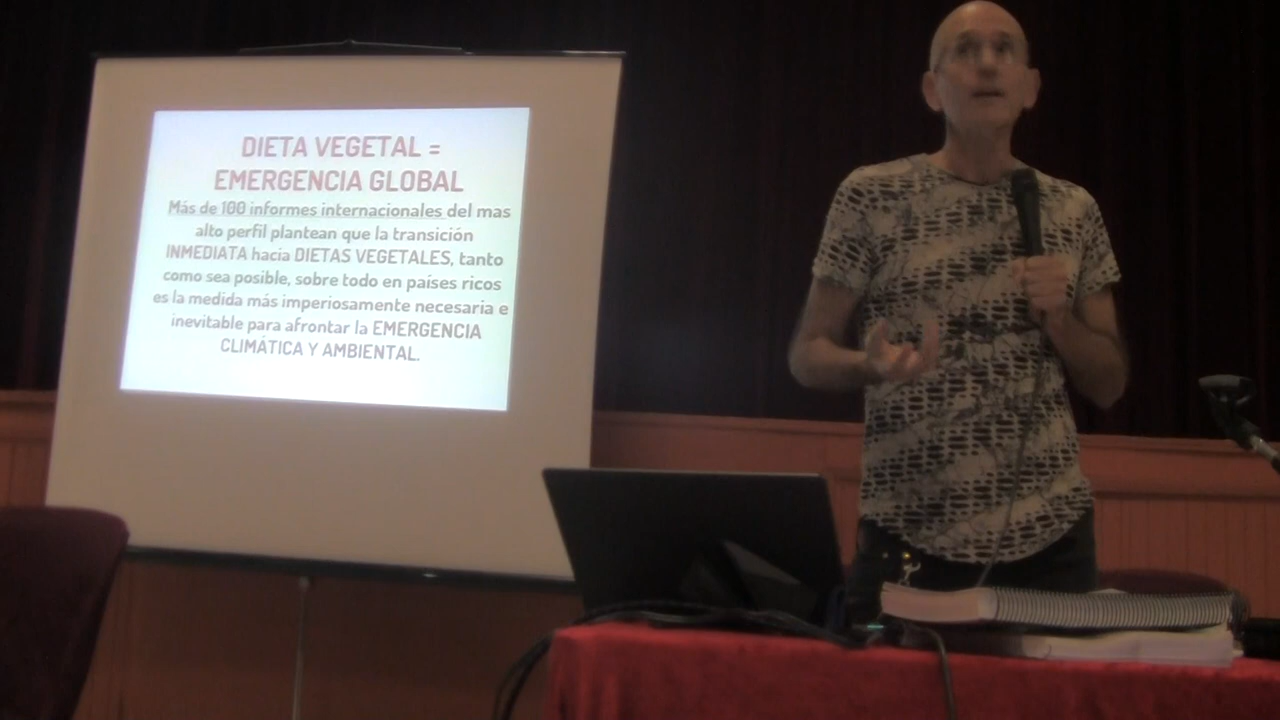 DIETA VEGETAL =
EMERGENCIA GLOBAL
Más de 100 informes internacionales del mas
alto perfil plantean que la transición
INMEDIATA hacia DIETAS VEGETALES, tanto
como sea posible, sobre todo en países ricos
es la medida más imperiosamente necesaria e
inevitable para afrontar la EMERGENCIA
CLIMÁTICA Y AMBIENTAL.